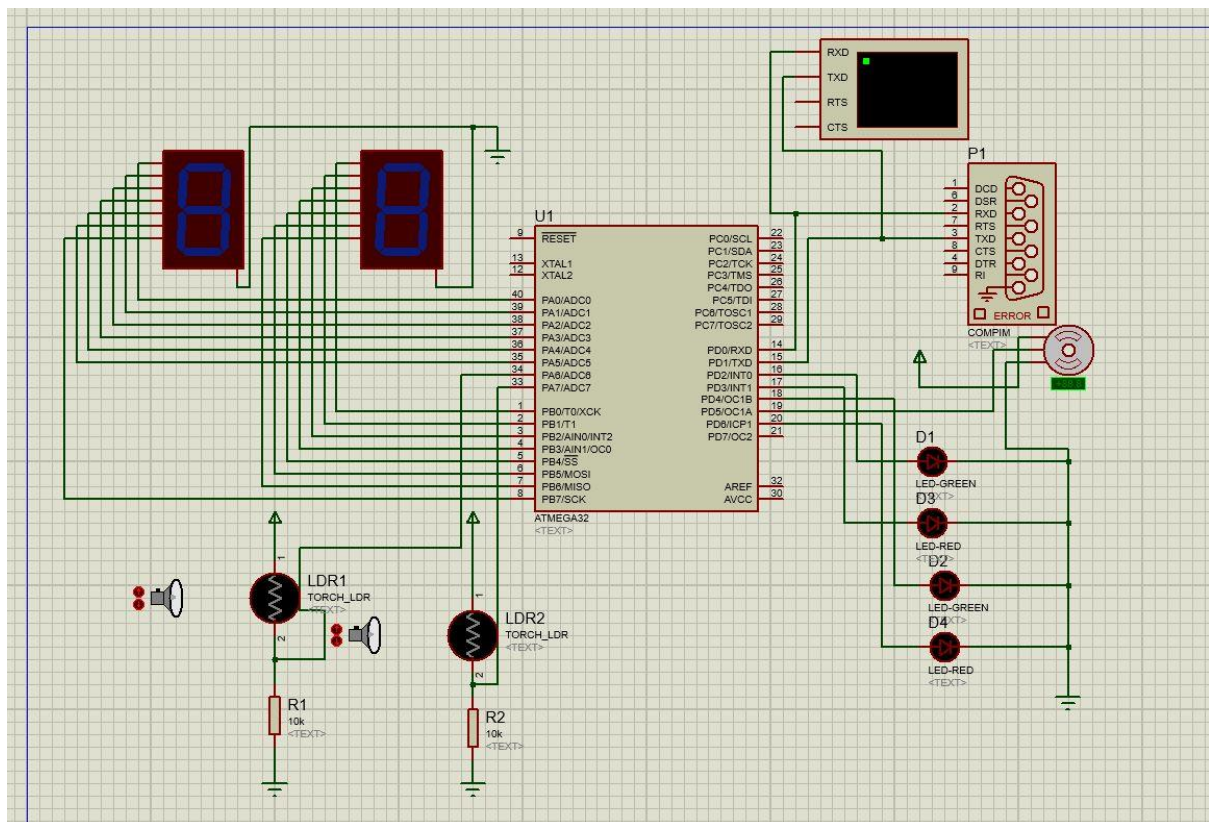 RXD
TXD
RTS
CTS
P1
1 DCD
6 DSR
2 RXD
7 RTS
3 TXD
8 CTS
4 DTR
9 RI
ERROR
COMPIM
<TEXT>
U1
9 RESET
13 XTAL1
12 XTAL2
40 PA0/ADC0
39 PA1/ADC1
38 PA2/ADC2
37 PA3/ADC3
36 PA4/ADC4
35 PA5/ADC5
34 PA6/ADC6
33 PA7/ADC7
1 PB0/T0/XCK
2 PB1/T1
3 PB2/AIN0/INT2
4 PB3/AIN1/OC0
5 PB4/SS
6 PB5/MOSI
7 PB6/MISO
8 PB7/SCK
PC0/SCL 22
PC1/SDA 23
PC2/TCK 24
PC3/TMS 25
PC4/TDO 26
PC5/TDI 27
PC6/TOSC1 28
PC7/TOSC2 29
PD0/RXD 14
PD1/TXD 15
PD2/INT0 16
PD3/INT1 17
PD4/OC1B 18
PD5/OC1A 19
PD6/ICP1 20
PD7/OC2 21
AREF 32
AVCC 30
ATMEGA32
<TEXT>
D1
LED-GREEN
<TEXT>
D3
LED-RED
<TEXT>
D2
LED-GREEN
<TEXT>
D4
LED-RED
<TEXT>
1
LDR1
TORCH_LDR
<TEXT>
2
R1
10k
<TEXT>
1
LDR2
TORCH_LDR
<TEXT>
2
R2
10k
<TEXT>